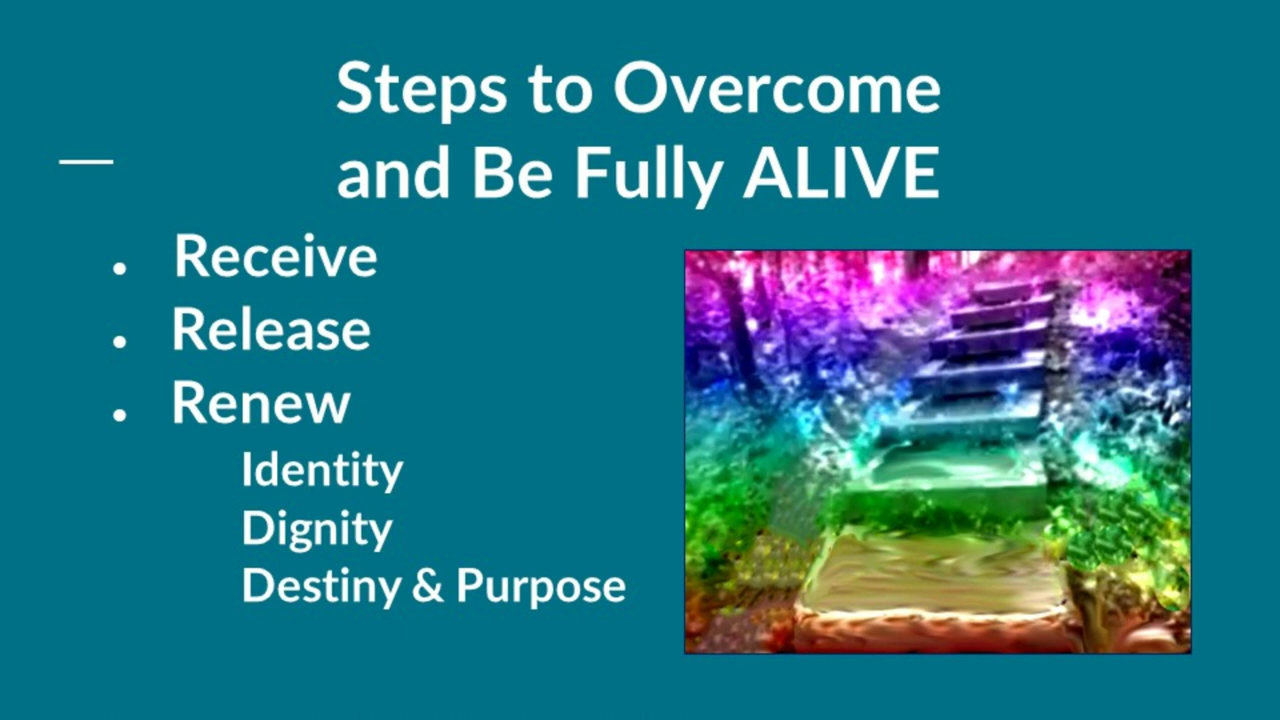 Steps to Overcome
and Be Fully ALIVE
• Receive
• Release
• Renew
Identity
Dignity
Destiny & Purpose